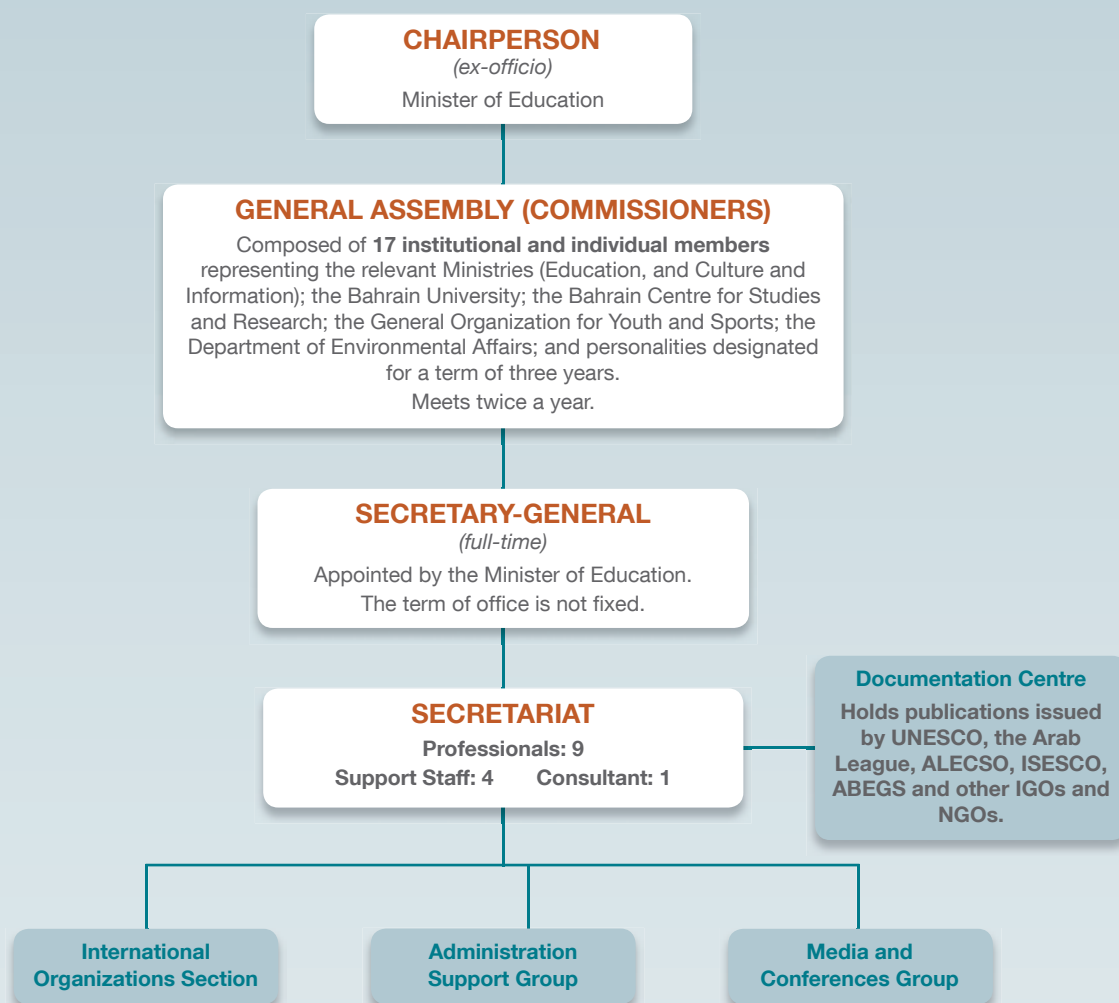 CHAIRPERSON
(ex-officio)
Minister of Education
GENERAL ASSEMBLY (COMMISSIONERS)
Composed of 17 institutional and individual members
representing the relevant Ministries (Education, and Culture and
Information); the Bahrain University; the Bahrain Centre for Studies
and Research; the General Organization for Youth and Sports; the
Department of Environmental Affairs; and personalities designated
for a term of three years.
Meets twice a year.
SECRETARY-GENERAL
(full-time)
Appointed by the Minister of Education.
The term of office is not fixed.
SECRETARIAT
Professionals: 9
Support Staff: 4 Consultant: 1
Documentation Centre
Holds publications issued
by UNESCO, the Arab
League, ALECSO, ISESCO,
ABEGS and other IGOs and
NGOs.
International
Organizations Section
Administration
Support Group
Media and
Conferences Group